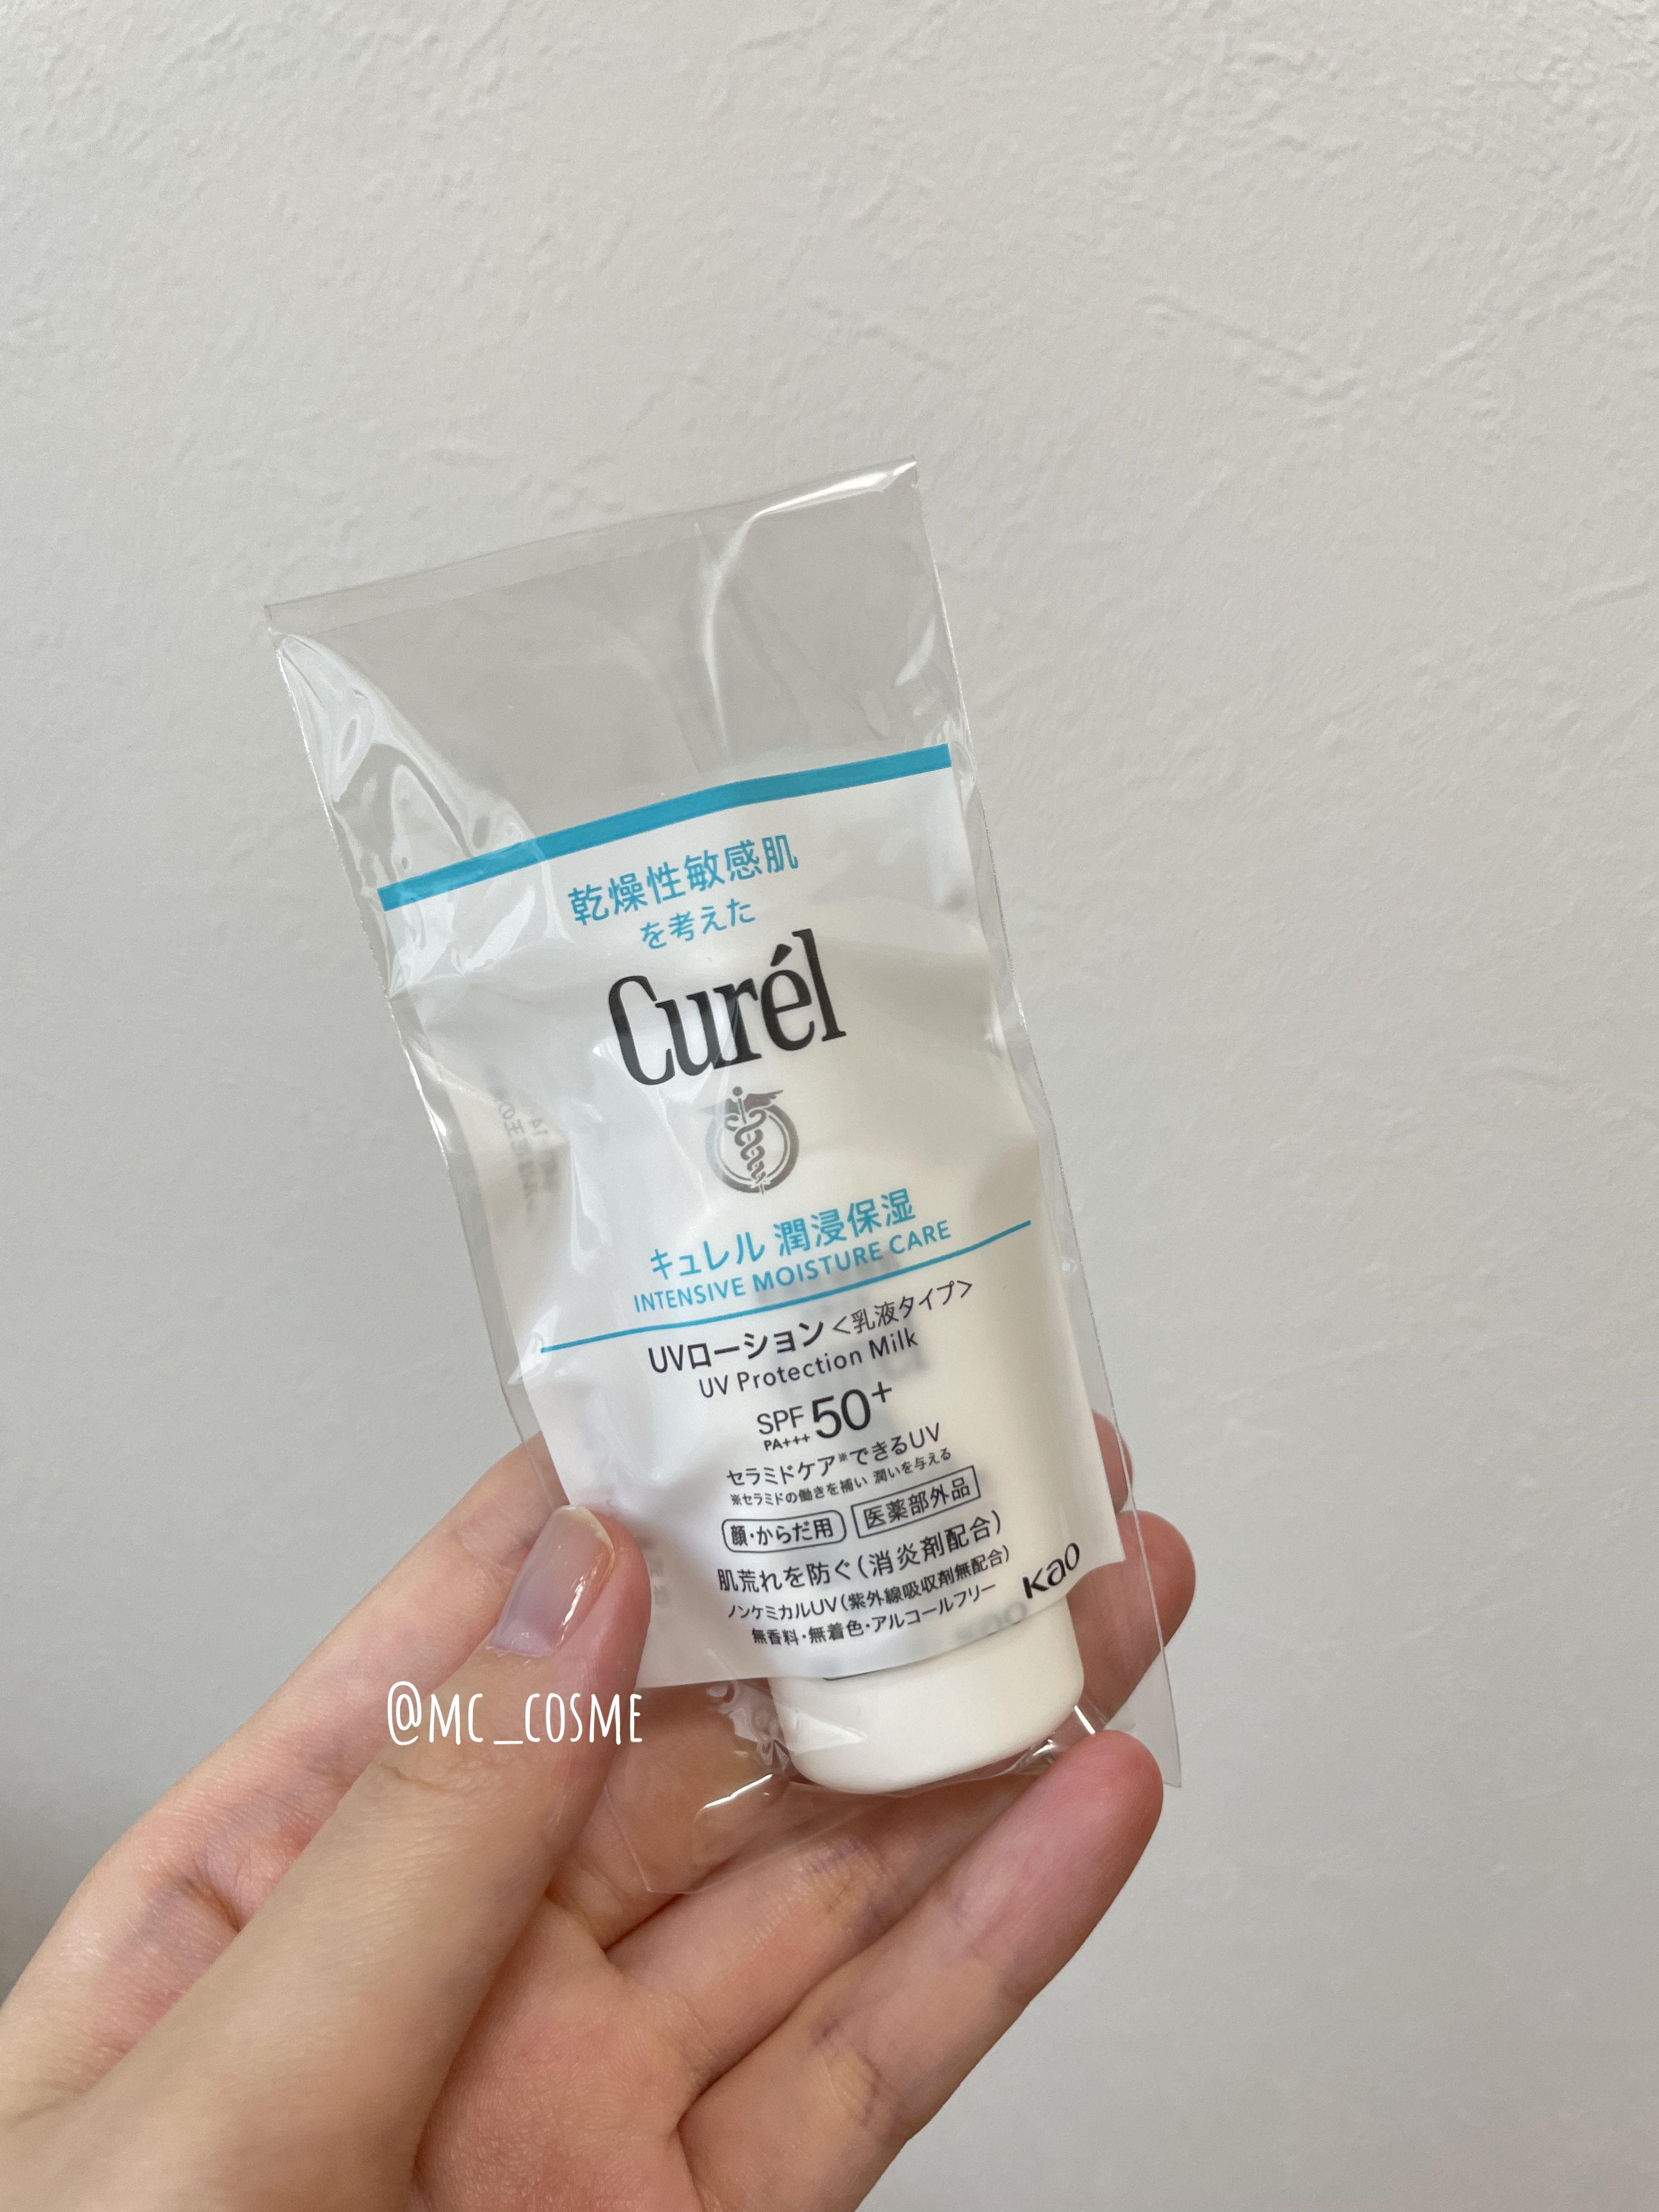 乾燥性敏感肌
を考えた
Curél
キュレル 潤浸保湿
INTENSIVE MOISTURE CARE
UVローション<乳液タイプ>
UV Protection Milk
SPF 50+
PA+++
セラミドケア※できるUV
※セラミドの働きを補い 潤いを与える
顔・からだ用 医薬部外品
肌荒れを防ぐ(消炎剤配合)
ノンケミカルUV(紫外線吸収剤無配合)
無香料・無着色・アルコールフリー
Kao
@mc_cosme